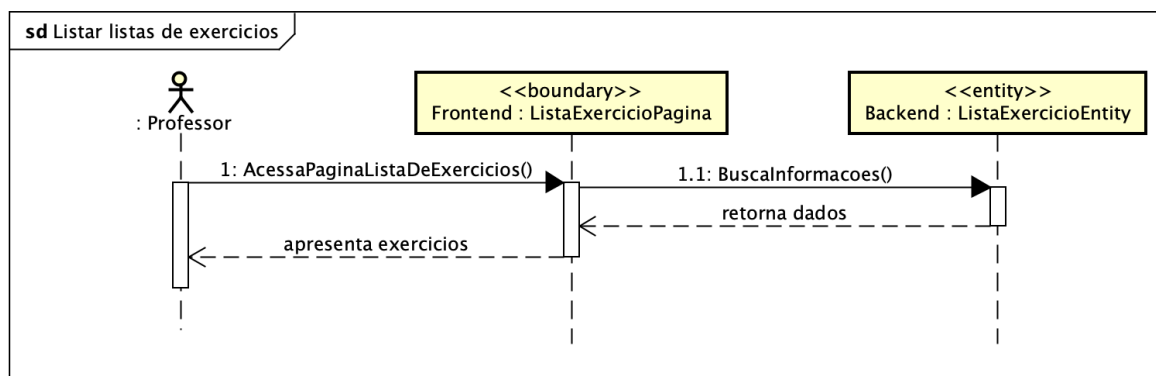 sd Listar listas de exercicios
: Professor
<<boundary>>
Frontend : ListaExercicioPagina
<<entity>>
Backend : ListaExercicioEntity
1: AcessaPaginaListaDeExercicios()
1.1: BuscaInformacoes()
retorna dados
apresenta exercicios